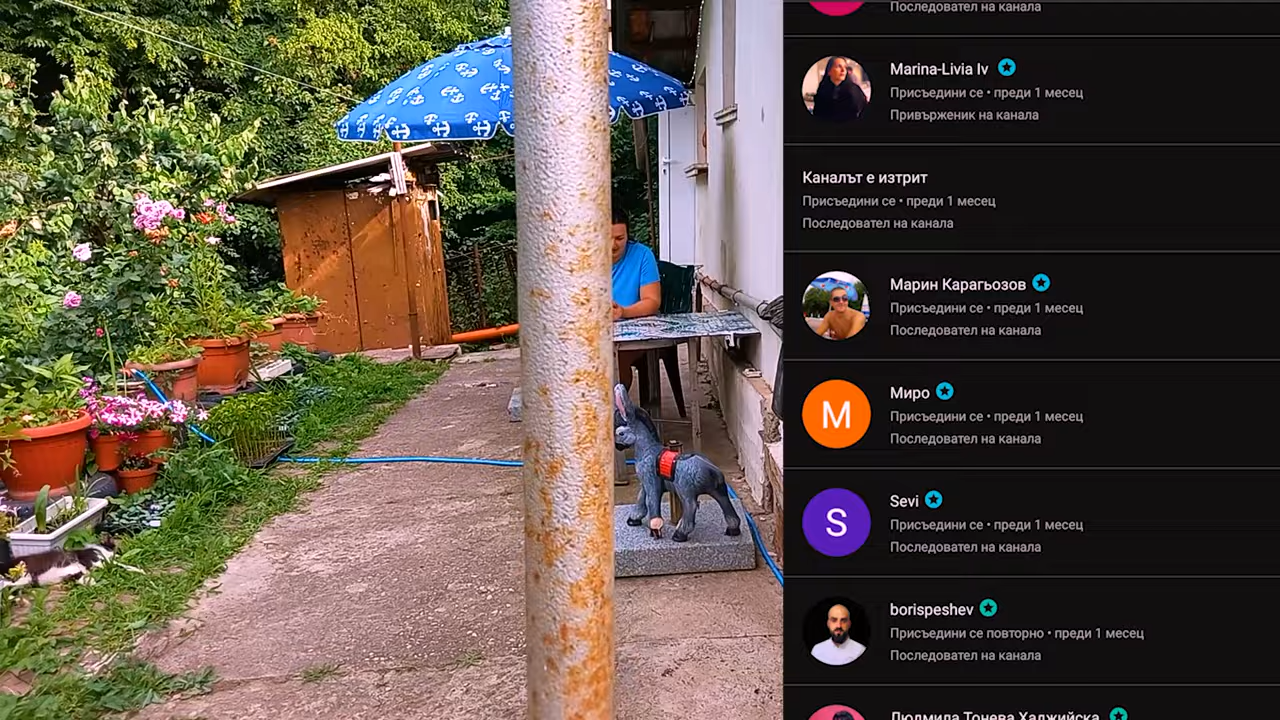 Последовател на канала
Marina-Livia Iv
Присъедини се • преди 1 месец
Привърженик на канала
Каналът е изтрит
Присъедини се • преди 1 месец
Последовател на канала
Марин Карагьозов
Присъедини се • преди 1 месец
Последовател на канала
М
Миро
Присъедини се • преди 1 месец
Последовател на канала
S
Sevi
Присъедини се • преди 1 месец
Последовател на канала
borispeshev
Присъедини се повторно • преди 1 месец
Последовател на канала
Людмила Тонева Хаджийска